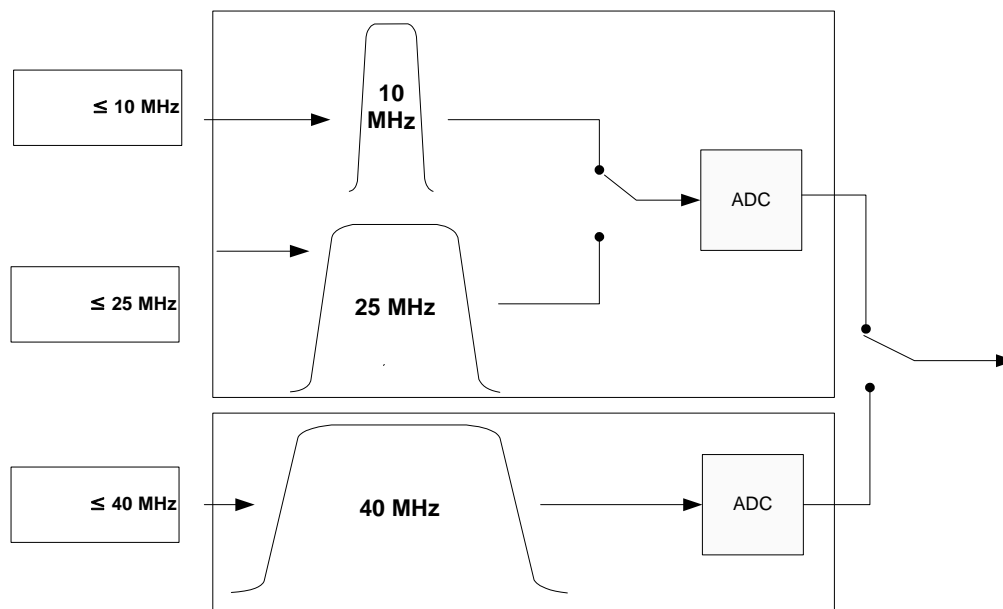 ≤ 10 MHz
10
MHz
ADC
≤ 25 MHz
25 MHz
≤ 40 MHz
40 MHz
ADC